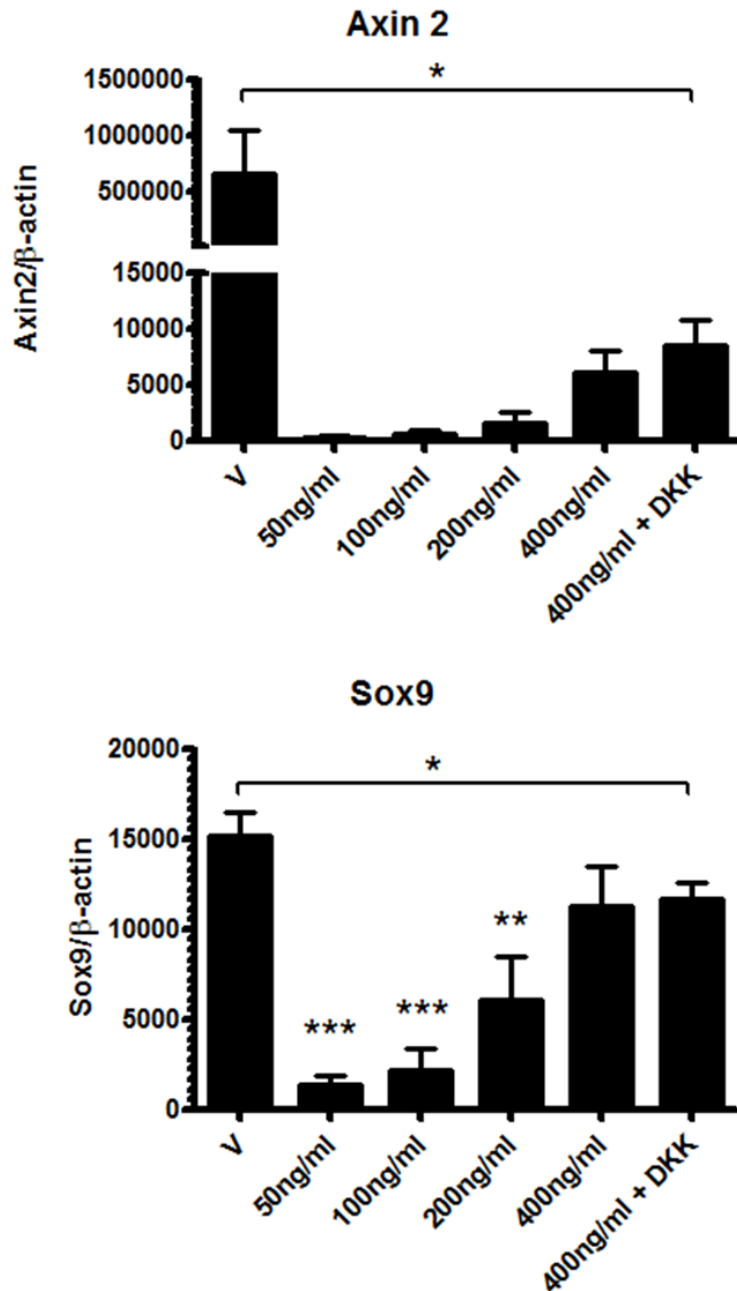 Axin 2
*
1500000
1000000
500000
15000
10000
5000
0
Axin2/β-actin
V
50ng/ml
100ng/ml
200ng/ml
400ng/ml
400ng/ml + DKK
Sox9
*
20000
15000
10000
5000
0
Sox9/β-actin
***
***
**
V
50ng/ml
100ng/ml
200ng/ml
400ng/ml
400ng/ml + DKK